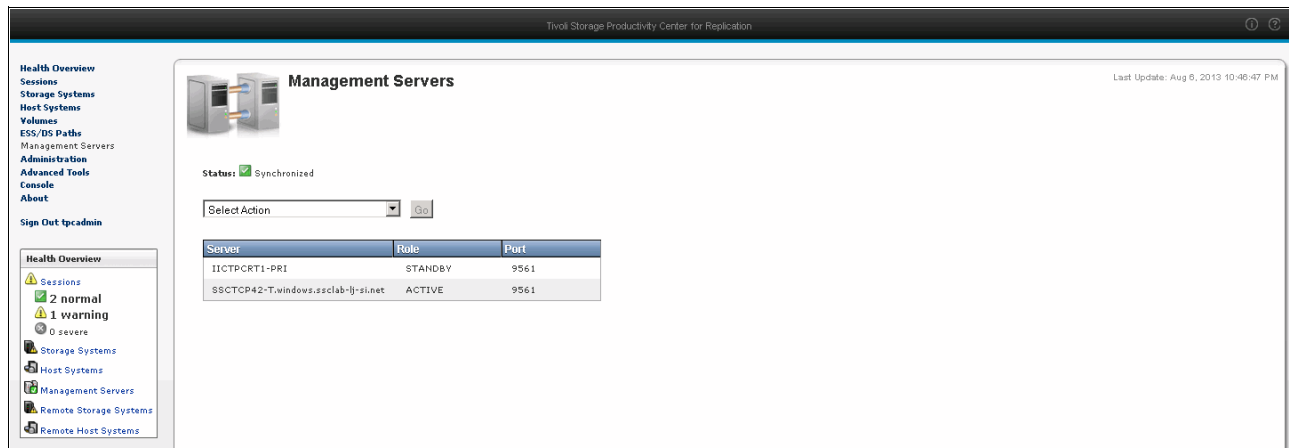 Tivoli Storage Productivity Center for Replication
Health Overview
Sessions
Storage Systems
Host Systems
Volumes
ESS/DS Paths
Management Servers
Administration
Advanced Tools
Console
About
Sign Out tpcadmin
Health Overview
Sessions
2 normal
1 warning
0 severe
Storage Systems
Host Systems
Management Servers
Remote Storage Systems
Remote Host Systems
Management Servers
Last Update: Aug 6, 2013 10:46:47 PM
Status: Synchronized
Select Action Go
Server Role Port
IICTPCRT1-PRI STANDBY 9561
SSCTCP42-T.windows.ssclab-lj-si.net ACTIVE 9561